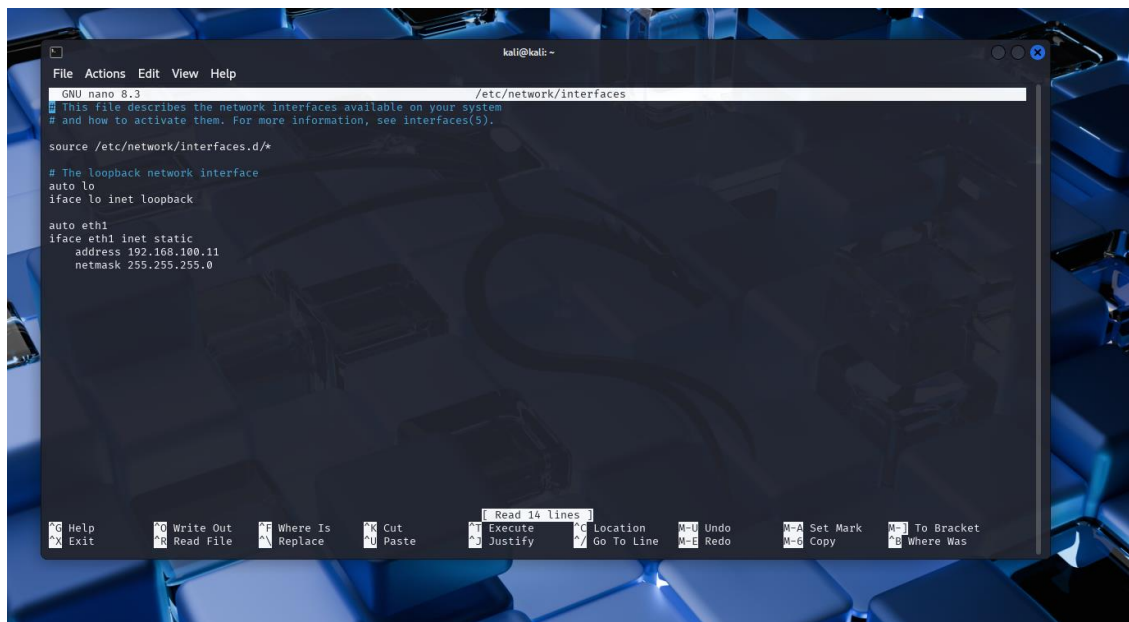 kali@kali: ~
File Actions Edit View Help
GNU nano 8.3 /etc/network/interfaces
# This file describes the network interfaces available on your system
# and how to activate them. For more information, see interfaces(5).
source /etc/network/interfaces.d/*
# The loopback network interface
auto lo
iface lo inet loopback
auto eth1
iface eth1 inet static
address 192.168.100.11
netmask 255.255.255.0
[ Read 14 lines ]
^G Help ^O Write Out ^F Where Is ^K Cut ^T Execute ^C Location M-U Undo M-A Set Mark M-] To Bracket
^X Exit ^R Read File ^\ Replace ^U Paste ^J Justify ^/ Go To Line M-E Redo M-6 Copy ^B Where Was